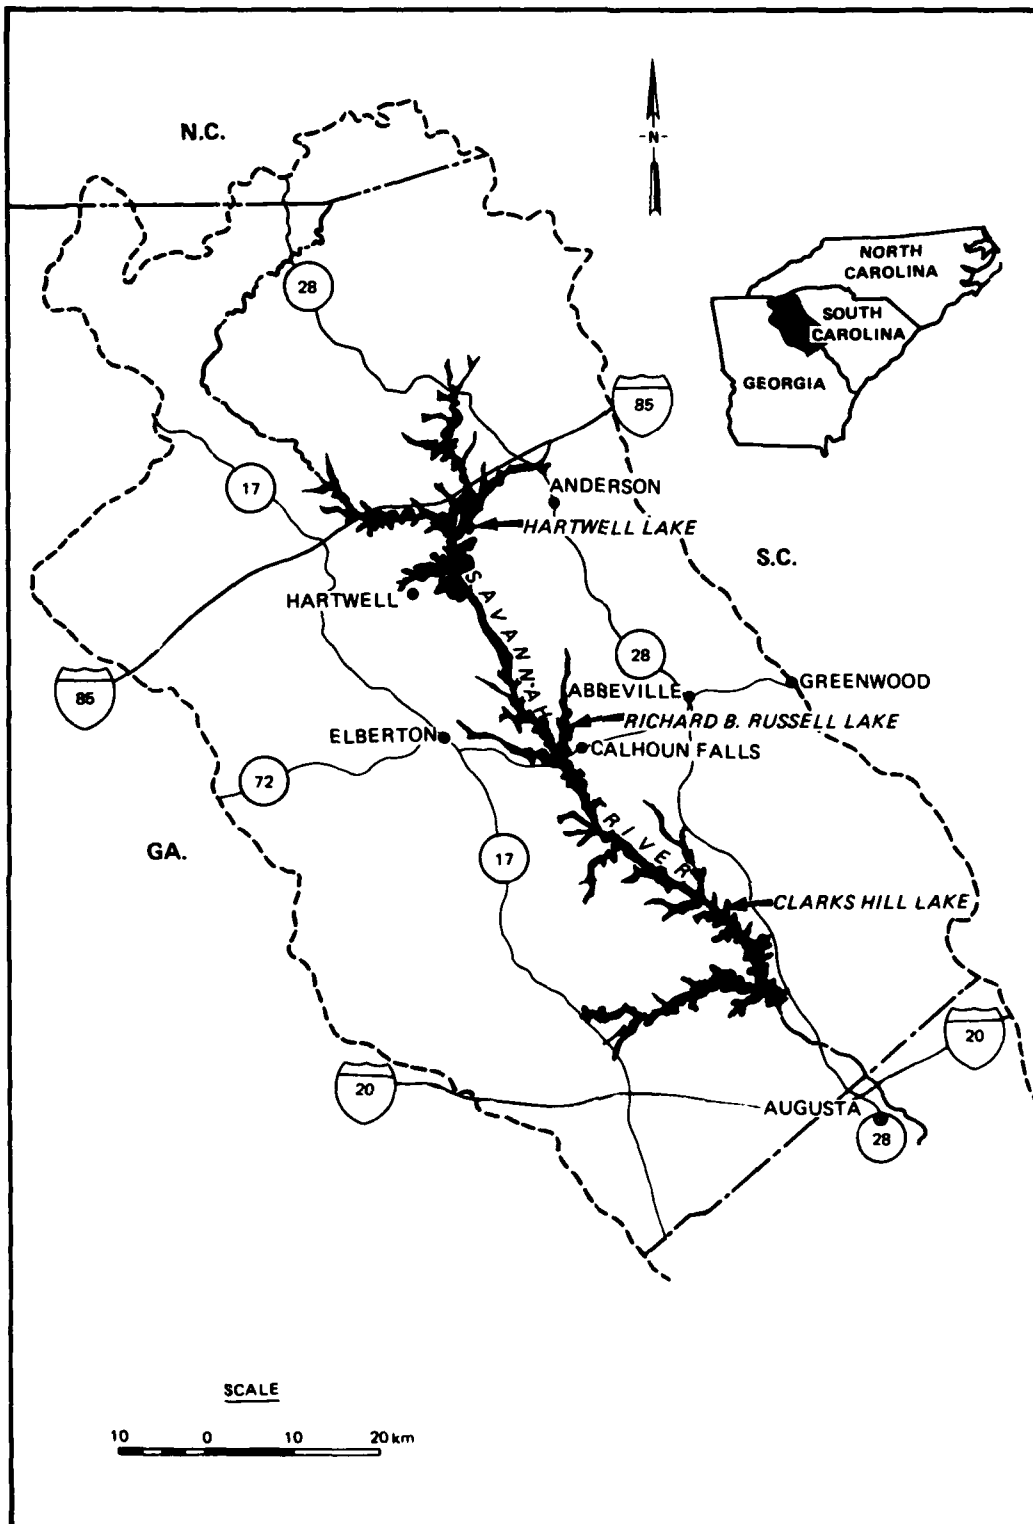 N.C.
-N-
28
NORTH
CAROLINA
SOUTH
CAROLINA
GEORGIA
85
17
ANDERSON
HARTWELL LAKE
S.C.
HARTWELL
SAVANNAH
28
85
ABBEVILLE
GREENWOOD
RICHARD B. RUSSELL LAKE
ELBERTON
CALHOUN FALLS
72
RIVER
GA.
17
CLARKS HILL LAKE
20
20
AUGUSTA
28
SCALE
10 0 10 20 km